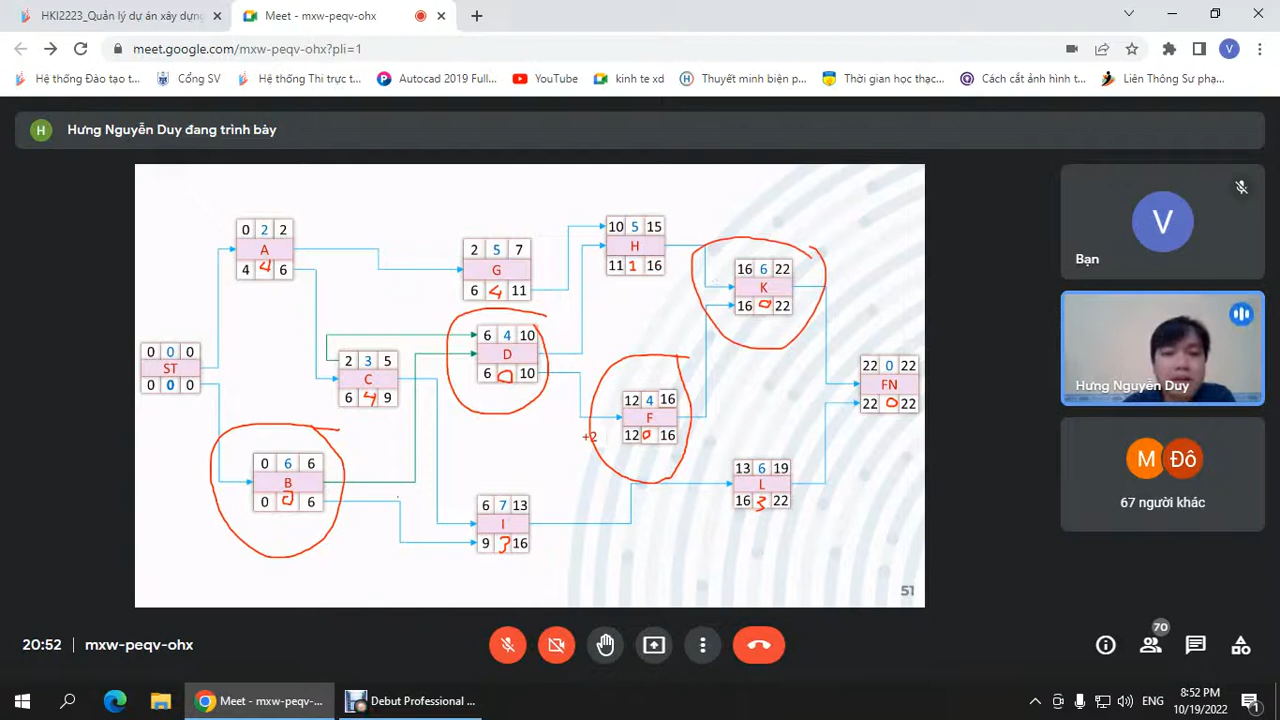 HKI2223_Quản lý dự án xây dựng
Meet - mxw-peqv-ohx
meet.google.com/mxw-peqv-ohx?pli=1
V
Hệ thống Đào tạo t...
Cổng SV
Hệ thống Thi trực t...
Autocad 2019 Full...
YouTube
kinh te xd
Thuyết minh biện p...
Thời gian học thạc...
Cách cắt ảnh hình t...
Liên Thông Sư phạ...
H
Hưng Nguyễn Duy đang trình bày
0 2 2
A
4 4 6
2 5 7
G
6 4 11
10 5 15
H
11 1 16
16 6 22
K
16 0 22
0 0 0
ST
0 0 0
2 3 5
C
6 4 9
6 4 10
D
6 0 10
12 4 16
F
12 0 16
+2
22 0 22
FN
22 0 22
0 6 6
B
0 0 6
6 7 13
I
9 3 16
13 6 19
L
16 3 22
51
V
Bạn
Hưng Nguyễn Duy
M Đô
67 người khác
20:52 mxw-peqv-ohx
70
Meet - mxw-peqv-o...
Debut Professional ...
ENG
8:52 PM
10/19/2022
1